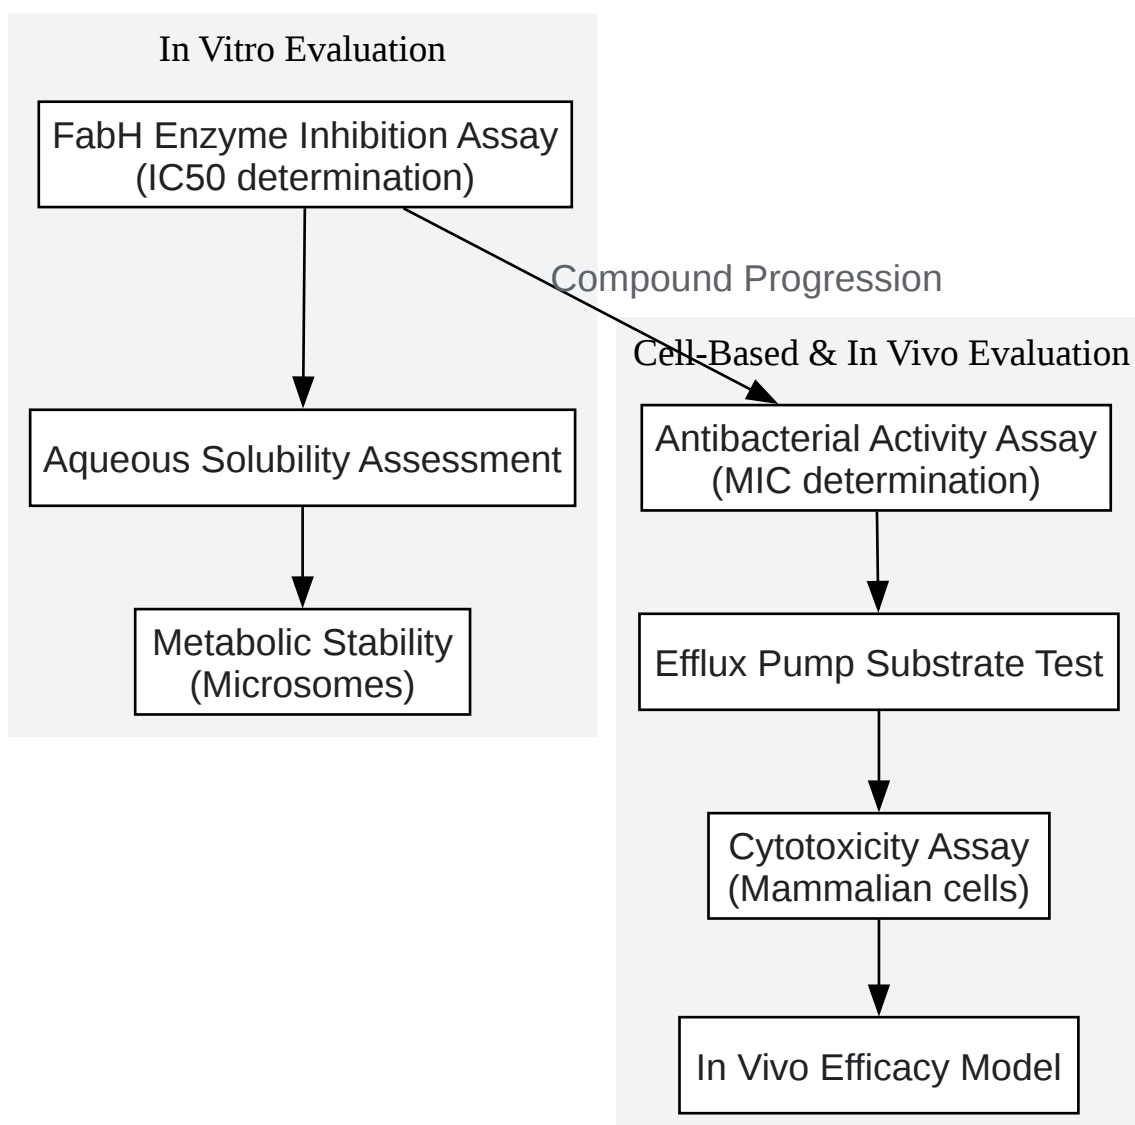 In Vitro Evaluation
FabH Enzyme Inhibition Assay
(IC50 determination)
Compound Progression
Aqueous Solubility Assessment
Metabolic Stability
(Microsomes)
Cell-Based & In Vivo Evaluation
Antibacterial Activity Assay
(MIC determination)
Efflux Pump Substrate Test
Cytotoxicity Assay
(Mammalian cells)
In Vivo Efficacy Model